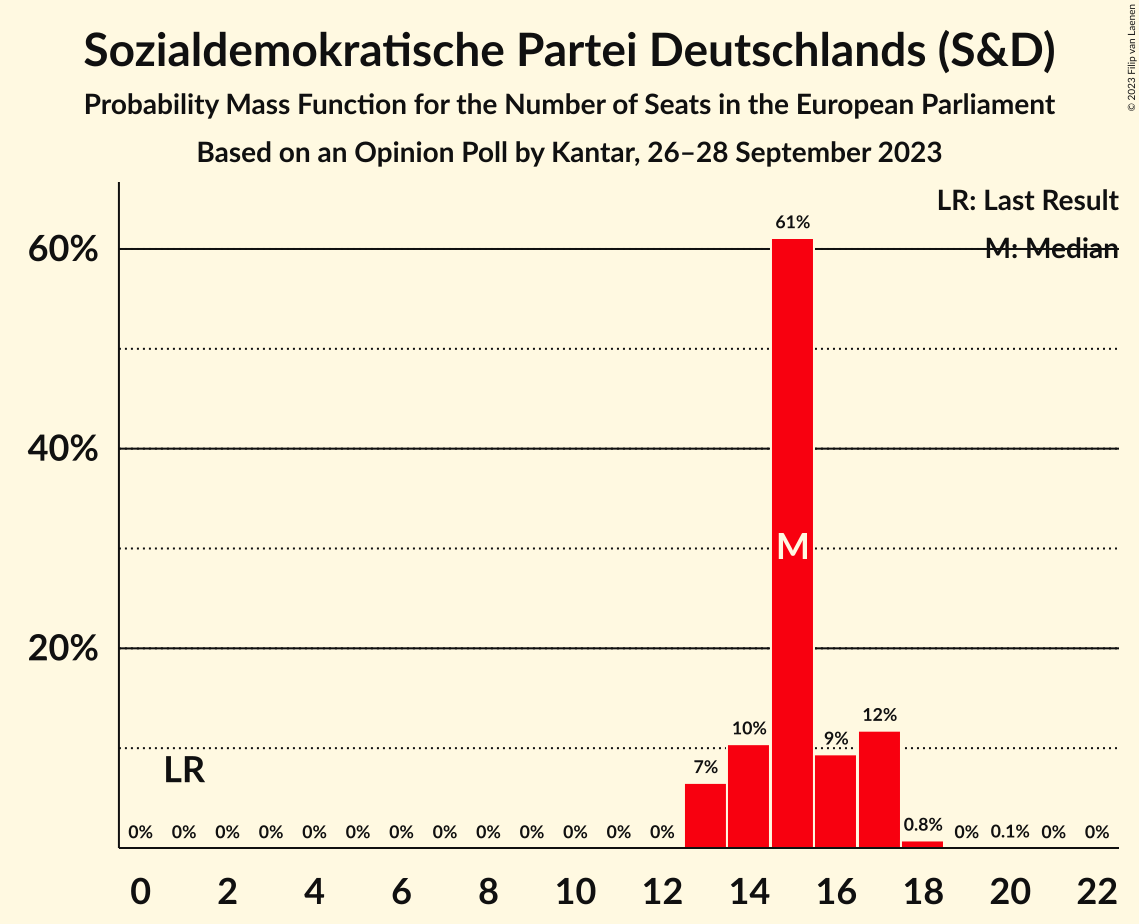 Sozialdemokratische Partei Deutschlands (S&D)
Probability Mass Function for the Number of Seats in the European Parliament
Based on an Opinion Poll by Kantar, 26–28 September 2023
© 2023 Filip van Laenen
LR: Last Result
M: Median
60%
40%
20%
61%
M
LR
0% 0% 0% 0% 0% 0% 0% 0% 0% 0% 0% 0% 0% 7% 10% 9% 12% 0.8% 0% 0.1% 0% 0%
0 2 4 6 8 10 12 14 16 18 20 22